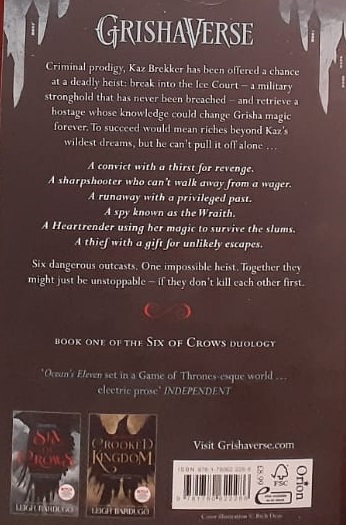 GRISHAVERSE
Criminal prodigy, Kaz Brekker has been offered a chance
at a deadly heist: break into the Ice Court – a military
stronghold that has never been breached – and retrieve a
hostage whose knowledge could change Grisha magic
forever. To succeed would mean riches beyond Kaz's
wildest dreams, but he can't pull it off alone ...
A convict with a thirst for revenge.
A sharpshooter who can't walk away from a wager.
A runaway with a privileged past.
A spy known as the Wraith.
A Heartrender using her magic to survive the slums.
A thief with a gift for unlikely escapes.
Six dangerous outcasts. One impossible heist. Together they
might just be unstoppable – if they don't kill each other first.
BOOK ONE OF THE SIX OF CROWS DUOLOGY
'Ocean's Eleven set in a Game of Thrones-esque world ...
electric prose' INDEPENDENT
SIX
OF
CROWS
LEIGH BARDUGO
CROOKED
KINGDOM
LEIGH BARDUGO
Visit Grishaverse.com
ISBN
£8.99
FSC
Orion
Cover illustration © Rich Deas